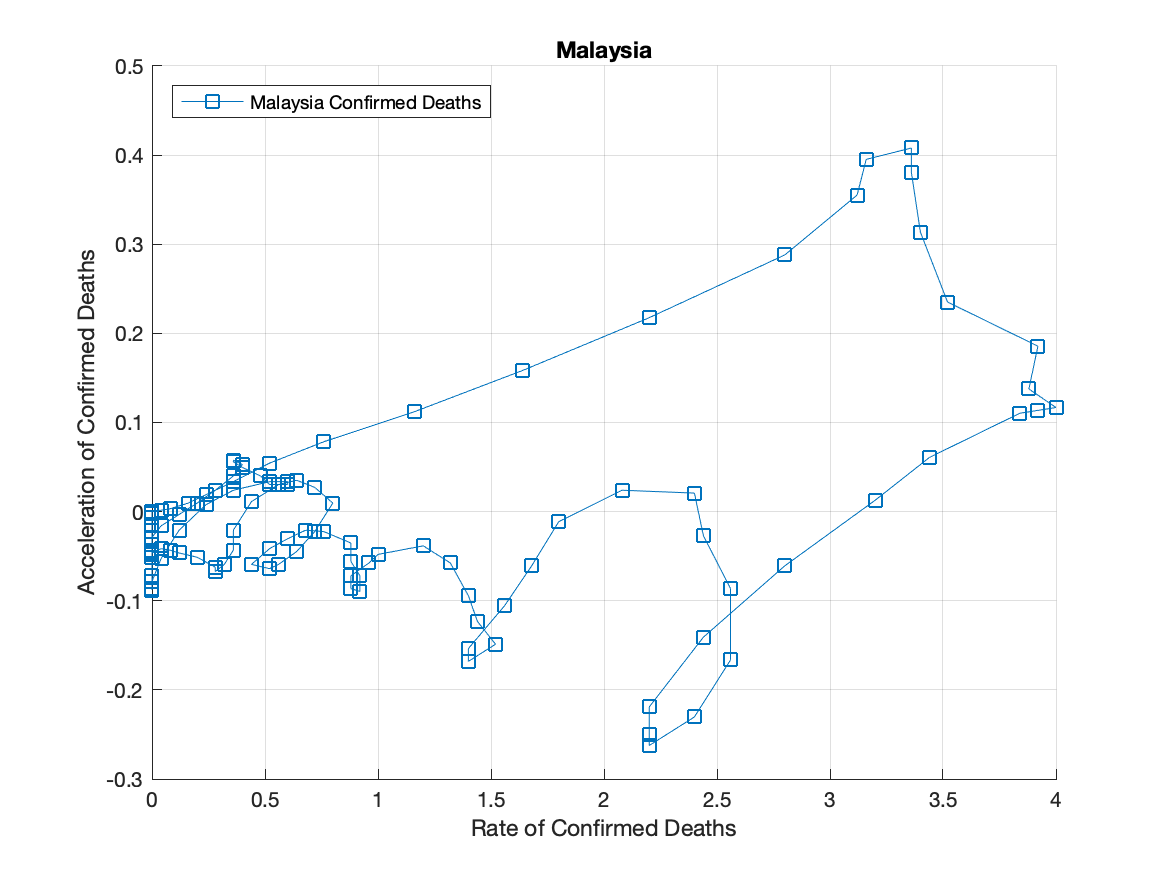 Malaysia
0.5
Malaysia Confirmed Deaths
0.4
0.3
0.2
0.1
0
-0.1
-0.2
-0.3
Acceleration of Confirmed Deaths
0 0.5 1 1.5 2 2.5 3 3.5 4
Rate of Confirmed Deaths